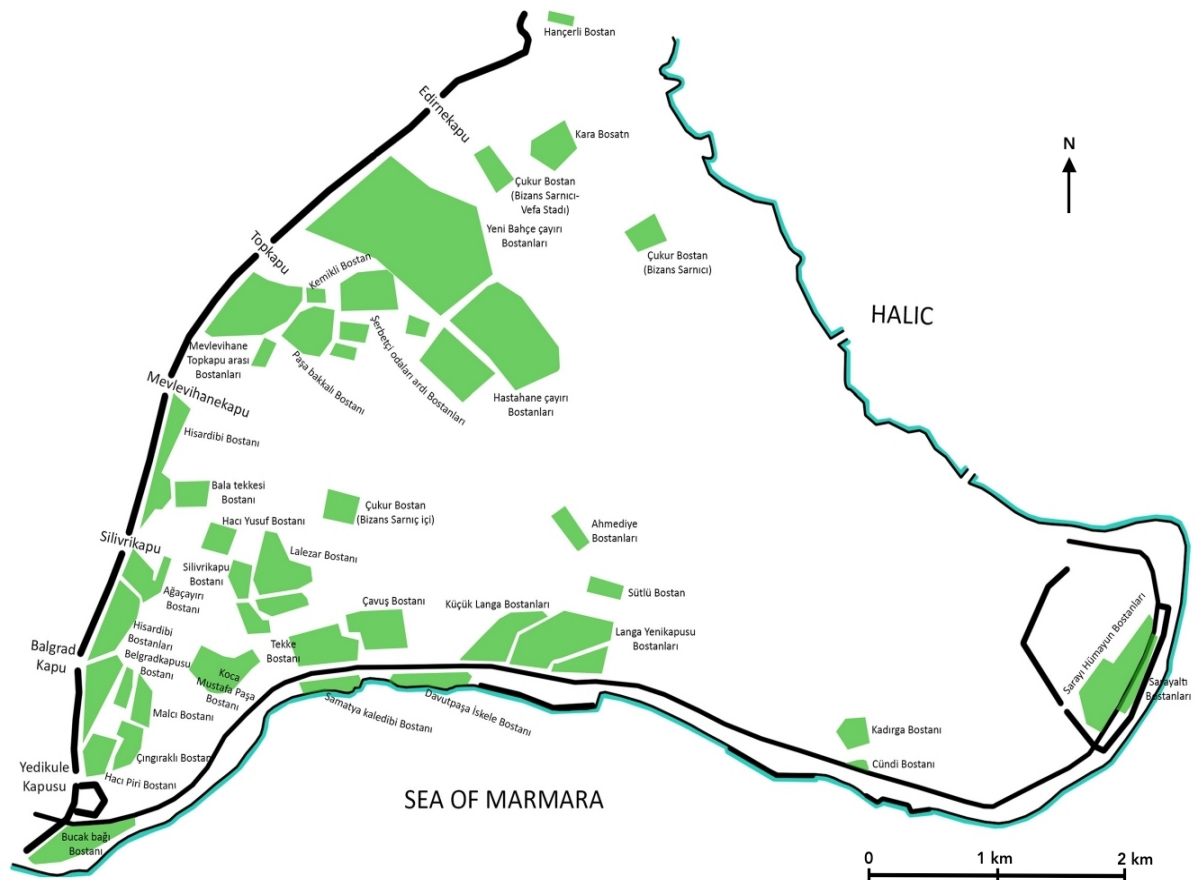 Hançerli Bostan
Edirnekapu
Kara Bosatn
N
Çukur Bostan
(Bizans Sarnıcı-
Vefa Stadı)
Yeni Bahçe çayırı
Bostanları
Çukur Bostan
(Bizans Sarnıcı)
Topkapu
Kemikli Bostan
HALIC
Mevlevihane
Topkapu arası
Bostanları
Paşa bakkalı Bostanı
Şerbetçi odaları ardı Bostanları
Hastahane çayırı
Bostanları
Mevlevihanekapu
Hisardibi Bostanı
Bala tekkesi
Bostanı
Çukur Bostan
(Bizans Sarnıç içi)
Hacı Yusuf Bostanı
Ahmediye
Bostanları
Silivrikapu
Lalezar Bostanı
Silivrikapu
Bostanı
Ağaçayırı
Bostanı
Sütlü Bostan
Çavuş Bostanı
Küçük Langa Bostanları
Langa Yenikapusu
Bostanları
Hisardibi
Bostanları
Balgrad
Kapu
Belgradkapusu
Bostanı
Tekke
Bostanı
Koca
Mustafa Paşa
Bostanı
Sarayı Hümayun Bostanları
Sarayaltı
Bostanları
Malcı Bostanı
Samatya kaledibi Bostanı
Davutpaşa İskele Bostanı
Kadırga Bostanı
Çıngıraklı Bostan
Cündi Bostanı
Yedikule
Kapusu
Hacı Piri Bostanı
SEA OF MARMARA
Bucak bağı
Bostanı
0 1 km 2 km